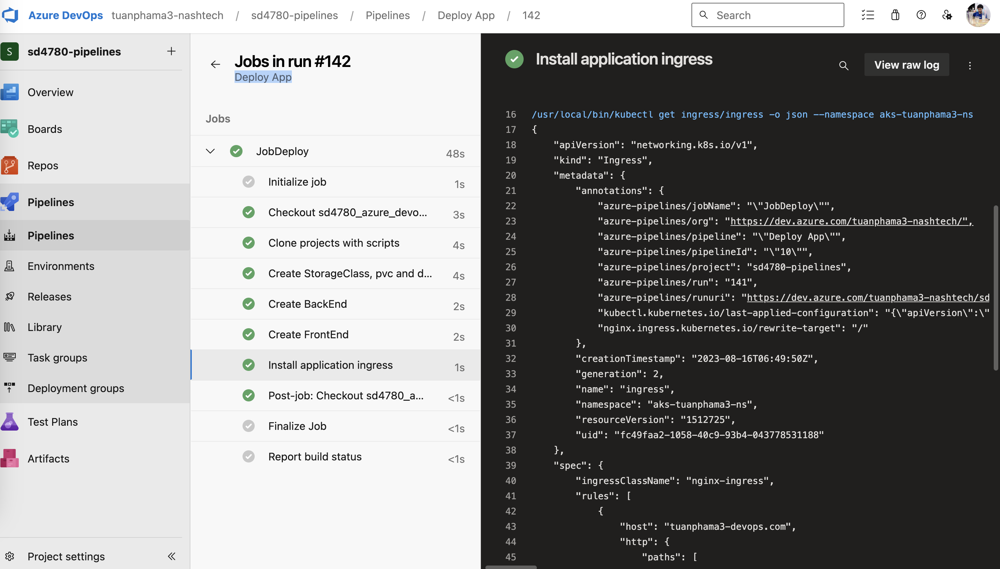 Azure DevOps tuanphama3-nashtech / sd4780-pipelines / Pipelines / Deploy App / 142
Search
S sd4780-pipelines
Overview
Boards
Repos
Pipelines
Pipelines
Environments
Releases
Library
Task groups
Deployment groups
Test Plans
Artifacts
Project settings
Jobs in run #142
Deploy App
Jobs
JobDeploy 48s
Initialize job 1s
Checkout sd4780_azure_devo... 3s
Clone projects with scripts 4s
Create StorageClass, pvc and d... 4s
Create BackEnd 2s
Create FrontEnd 2s
Install application ingress 1s
Post-job: Checkout sd4780_a... <1s
Finalize Job <1s
Report build status <1s
Install application ingress
View raw log
16 /usr/local/bin/kubectl get ingress/ingress -o json --namespace aks-tuanphama3-ns
17 {
18 "apiVersion": "networking.k8s.io/v1",
19 "kind": "Ingress",
20 "metadata": {
21 "annotations": {
22 "azure-pipelines/jobName": "\"JobDeploy\"",
23 "azure-pipelines/org": "https://dev.azure.com/tuanphama3-nashtech/",
24 "azure-pipelines/pipeline": "\"Deploy App\"",
25 "azure-pipelines/pipelineId": "\"10\"",
26 "azure-pipelines/project": "sd4780-pipelines",
27 "azure-pipelines/run": "141",
28 "azure-pipelines/runuri": "https://dev.azure.com/tuanphama3-nashtech/sd
29 "kubectl.kubernetes.io/last-applied-configuration": "{\"apiVersion\":\"
30 "nginx.ingress.kubernetes.io/rewrite-target": "/"
31 },
32 "creationTimestamp": "2023-08-16T06:49:50Z",
33 "generation": 2,
34 "name": "ingress",
35 "namespace": "aks-tuanphama3-ns",
36 "resourceVersion": "1512725",
37 "uid": "fc49faa2-1058-40c9-93b4-043778531188"
38 },
39 "spec": {
40 "ingressClassName": "nginx-ingress",
41 "rules": [
42 {
43 "host": "tuanphama3-devops.com",
44 "http": {
45 "paths": [